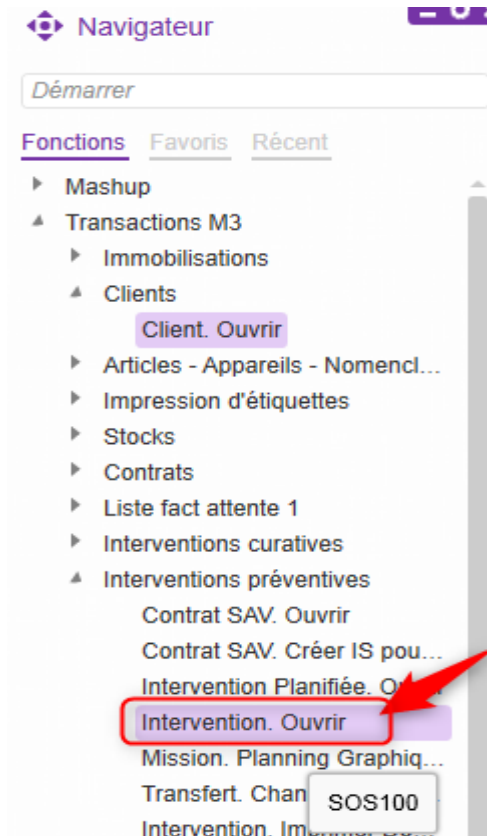 Navigateur
Démarrer
Fonctions Favoris Récent
Mashup
Transactions M3
Immobilisations
Clients
Client. Ouvrir
Articles - Appareils - Nomencl...
Impression d'étiquettes
Stocks
Contrats
Liste fact attente 1
Interventions curatives
Interventions préventives
Contrat SAV. Ouvrir
Contrat SAV. Créer IS pou...
Intervention Planifiée.
Intervention. Ouvrir
Mission. Planning Graphiq...
Transfert.
SOS100
Intervention.